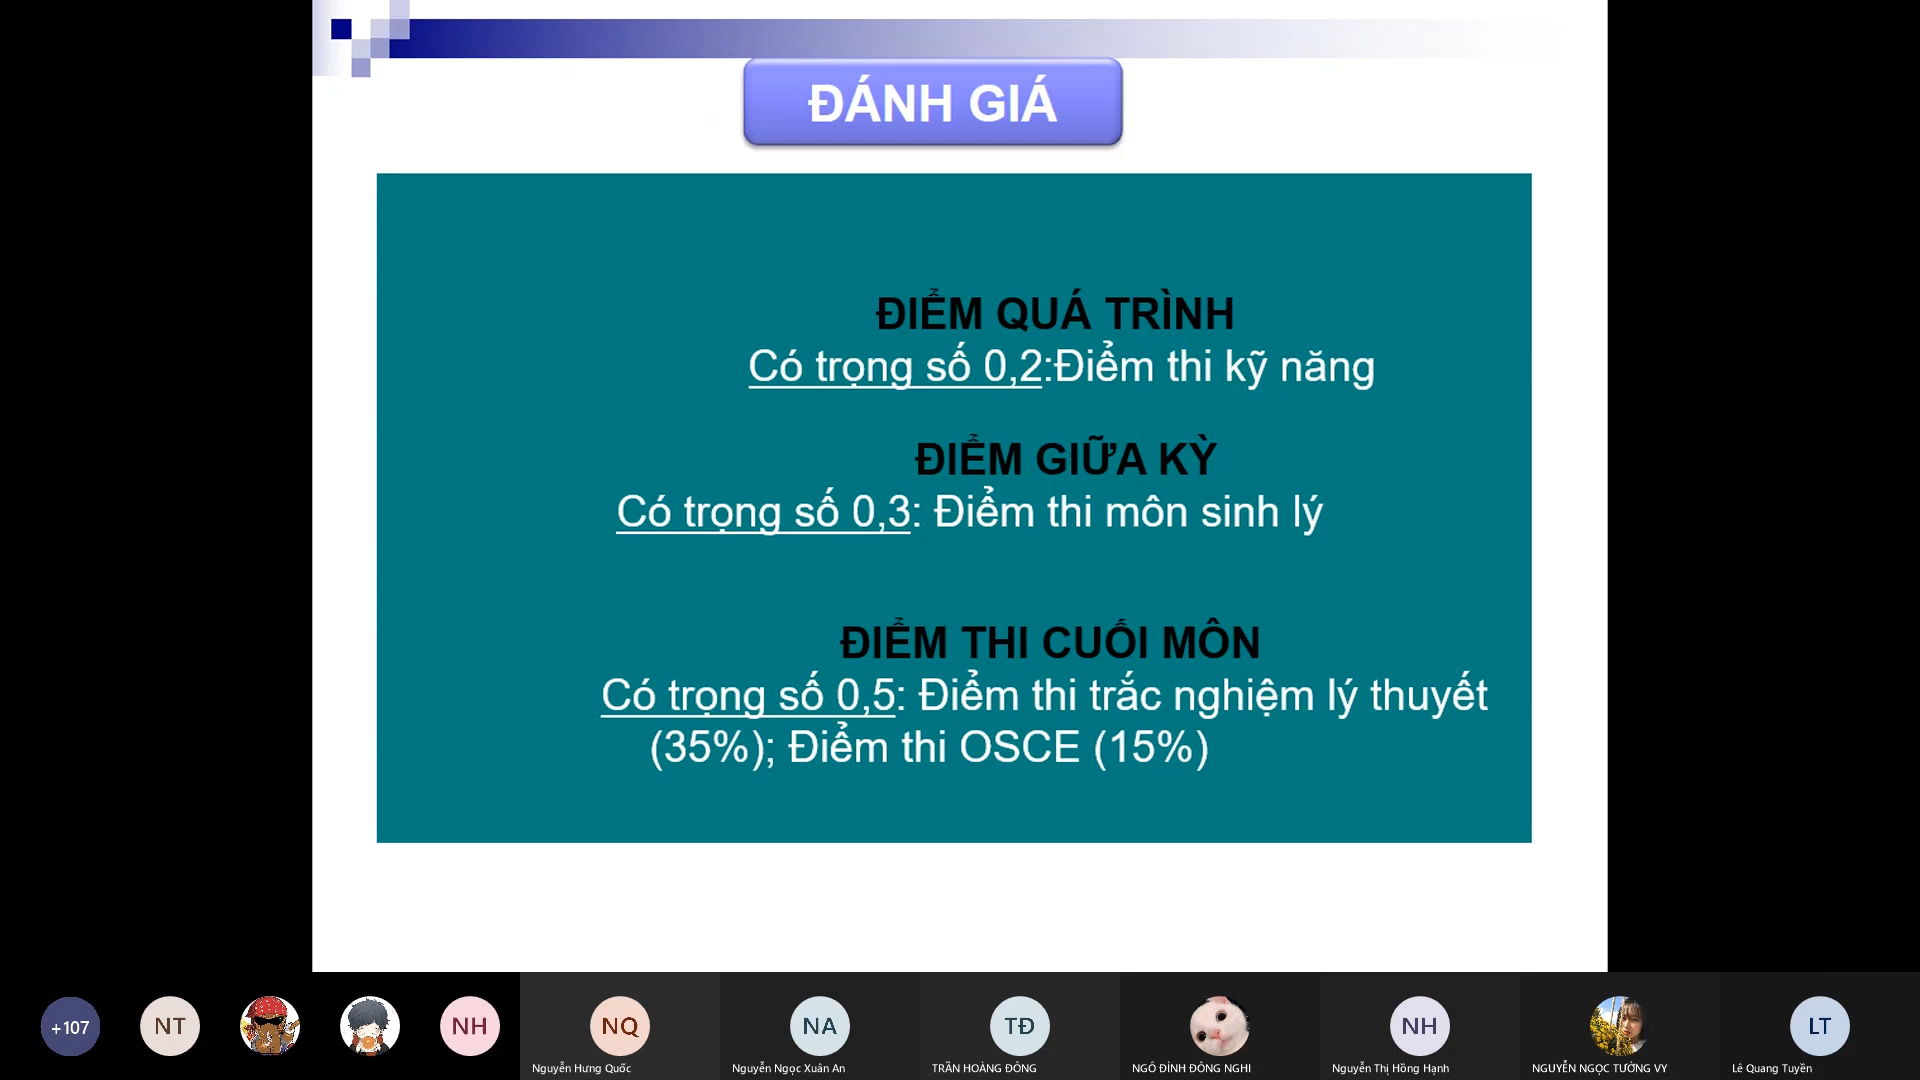 ĐÁNH GIÁ
ĐIỂM QUÁ TRÌNH
Có trọng số 0,2:Điểm thi kỹ năng
ĐIỂM GIỮA KỲ
Có trọng số 0,3: Điểm thi môn sinh lý
ĐIỂM THI CUỐI MÔN
Có trọng số 0,5: Điểm thi trắc nghiệm lý thuyết
(35%); Điểm thi OSCE (15%)
+107
NT
NH
NQ
NA
TĐ
NH
LT
Nguyễn Hưng Quốc
Nguyễn Ngọc Xuân An
TRẦN HOÀNG ĐÔNG
NGÔ ĐÌNH ĐÔNG NGHI
Nguyễn Thị Hồng Hạnh
NGUYỄN NGỌC TƯỜNG VY
Lê Quang Tuyền